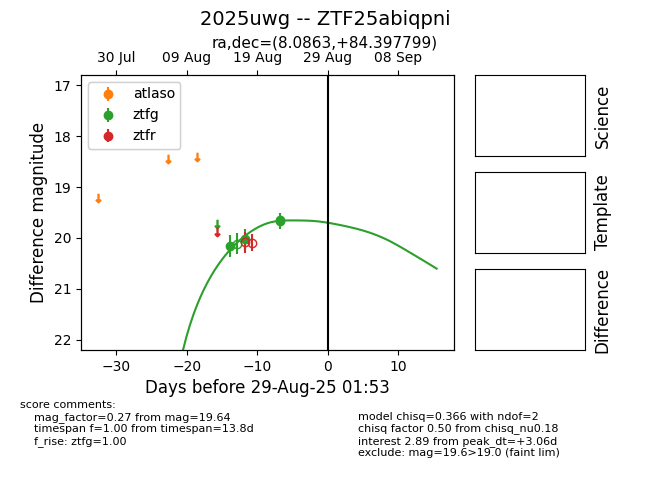 2025uwg -- ZTF25abiqpni
ra,dec=(8.0863,+84.397799)
30 Jul 09 Aug 19 Aug 29 Aug 08 Sep
atlaso
ztfg
ztfr
17
18
19
20
21
22
Difference magnitude
−30 −20 −10 0 10
Days before 29-Aug-25 01:53
Science
Template
Difference
score comments:
mag_factor=0.27 from mag=19.64
timespan f=1.00 from timespan=13.8d
f_rise: ztfg=1.00
model chisq=0.366 with ndof=2
chisq factor 0.50 from chisq_nu0.18
interest 2.89 from peak_dt=+3.06d
exclude: mag=19.6>19.0 (faint lim)